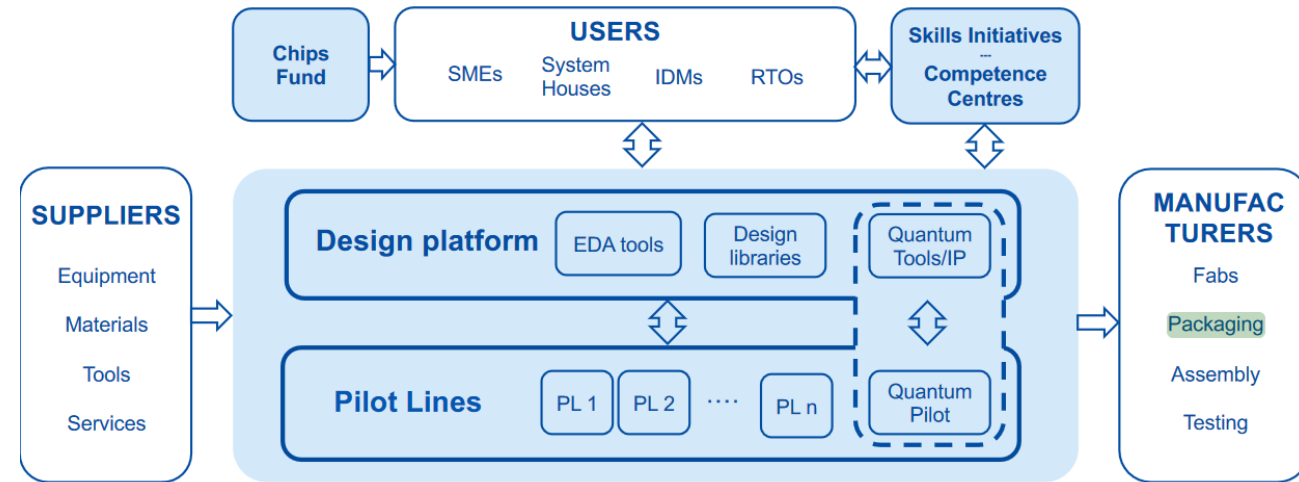 Chips
Fund
USERS
SMEs
System
Houses
IDMs
RTOs
Skills Initiatives
---
Competence
Centres
SUPPLIERS
Equipment
Materials
Tools
Services
Design platform
EDA tools
Design
libraries
Quantum
Tools/IP
Pilot Lines
PL 1
PL 2
....
PL n
Quantum
Pilot
MANUFAC
TURERS
Fabs
Packaging
Assembly
Testing